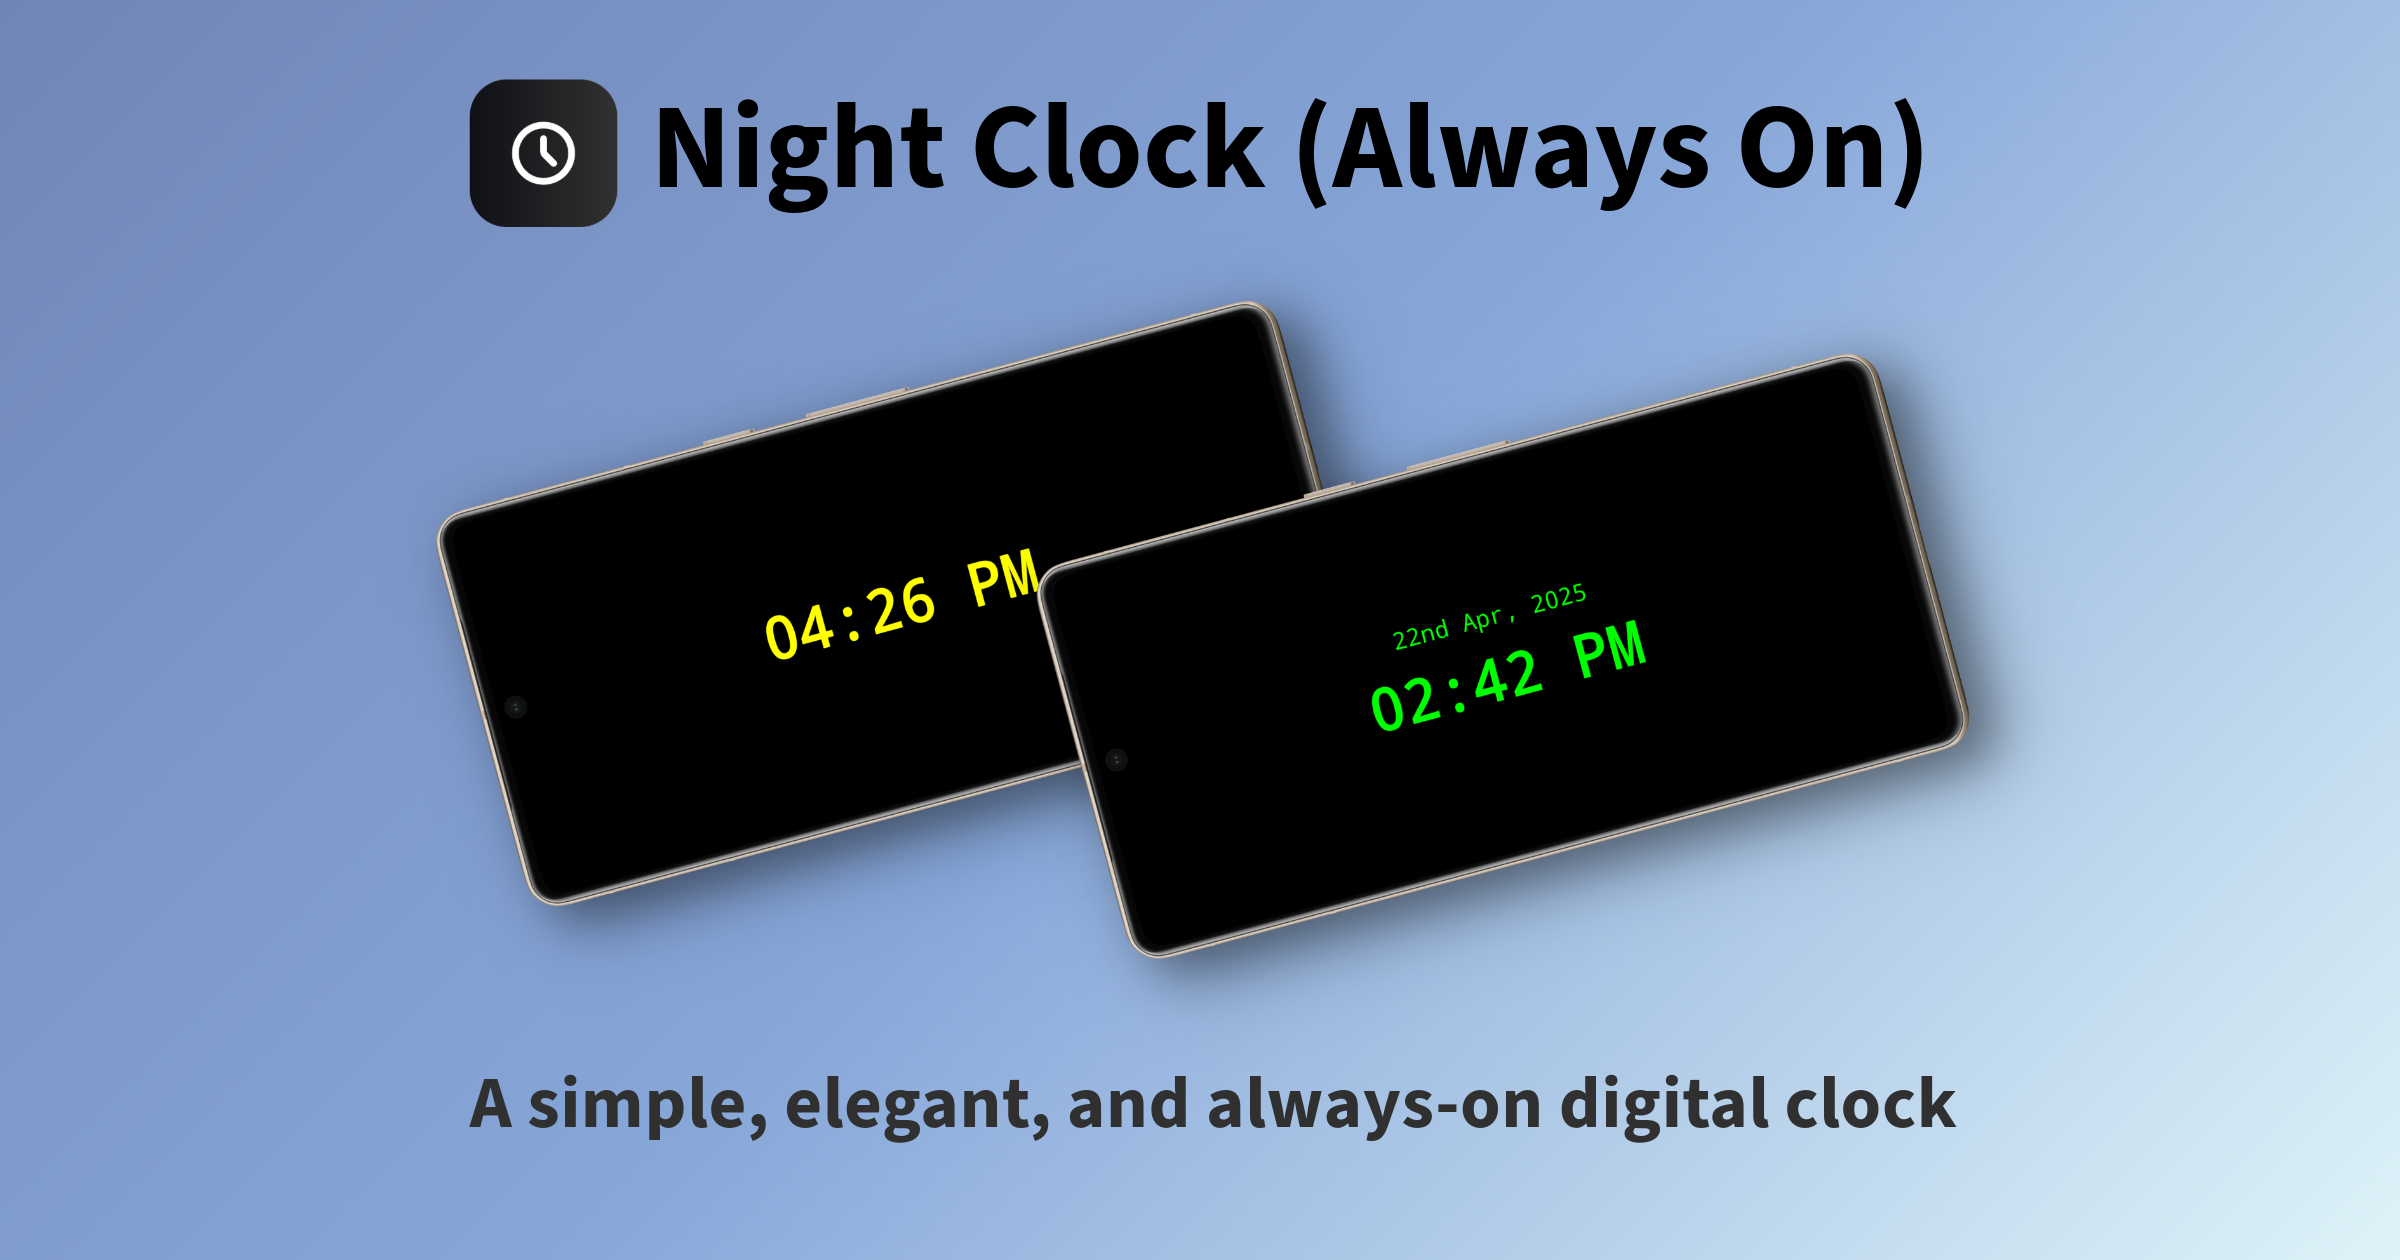 Night Clock (Always On)
04:26 PM
22nd Apr, 2025
02:42 PM
A simple, elegant, and always-on digital clock